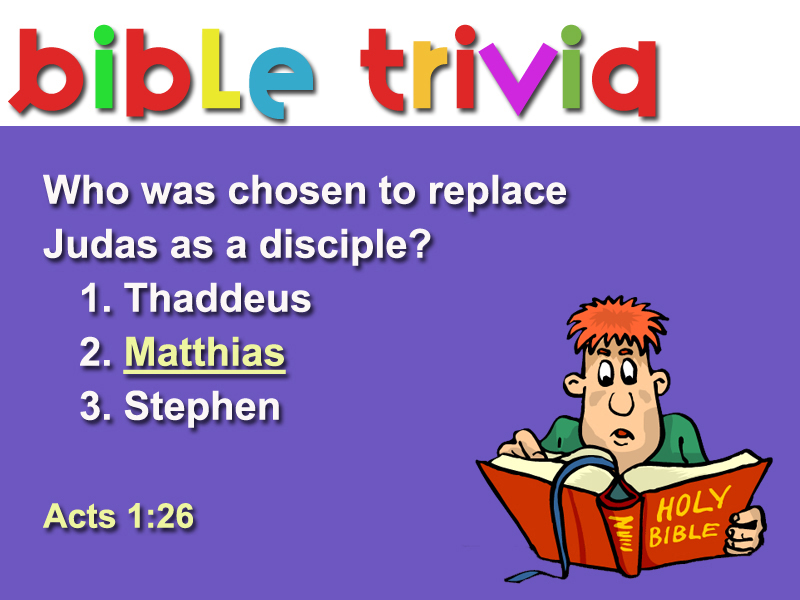 bible trivia
Who was chosen to replace
Judas as a disciple?
1. Thaddeus
2. Matthias
3. Stephen
Acts 1:26
HOLY
BIBLE